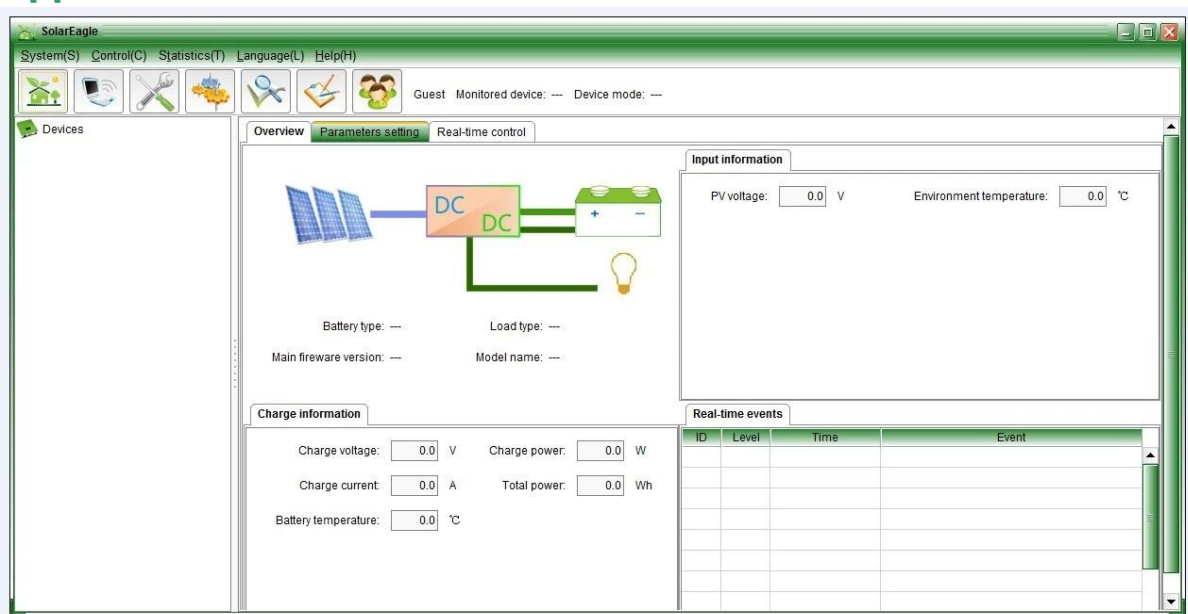 SolarEagle
System(S) Control(C) Statistics(T) Language(L) Help(H)
Guest Monitored device: --- Device mode: ---
Devices
Overview Parameters setting Real-time control
Input information
PV voltage: 0.0 V Environment temperature: 0.0 ℃
DC
DC
+ −
Battery type: --- Load type: ---
Main fireware version: --- Model name: ---
Charge information
Charge voltage: 0.0 V Charge power: 0.0 W
Charge current: 0.0 A Total power: 0.0 Wh
Battery temperature: 0.0 ℃
Real-time events
ID Level Time Event